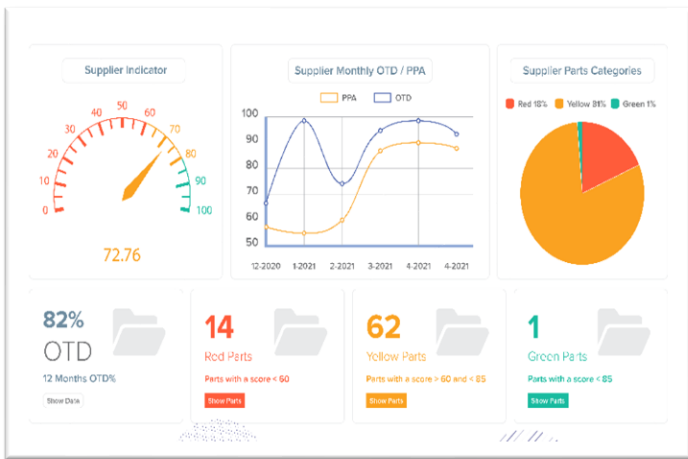 Supplier Indicator
0
10
20
30
40
50
60
70
80
90
100
72.76
Supplier Monthly OTD / PPA
PPA OTD
100
90
80
70
60
50
12-2020 1-2021 2-2021 3-2021 4-2021 4-2021
Supplier Parts Categories
Red 18% Yellow 81% Green 1%
82%
OTD
12 Months OTD%
Show Data
14
Red Parts
Parts with a score < 60
Show Parts
62
Yellow Parts
Parts with a score > 60 and < 85
Show Parts
1
Green Parts
Parts with a score < 85
Show Parts